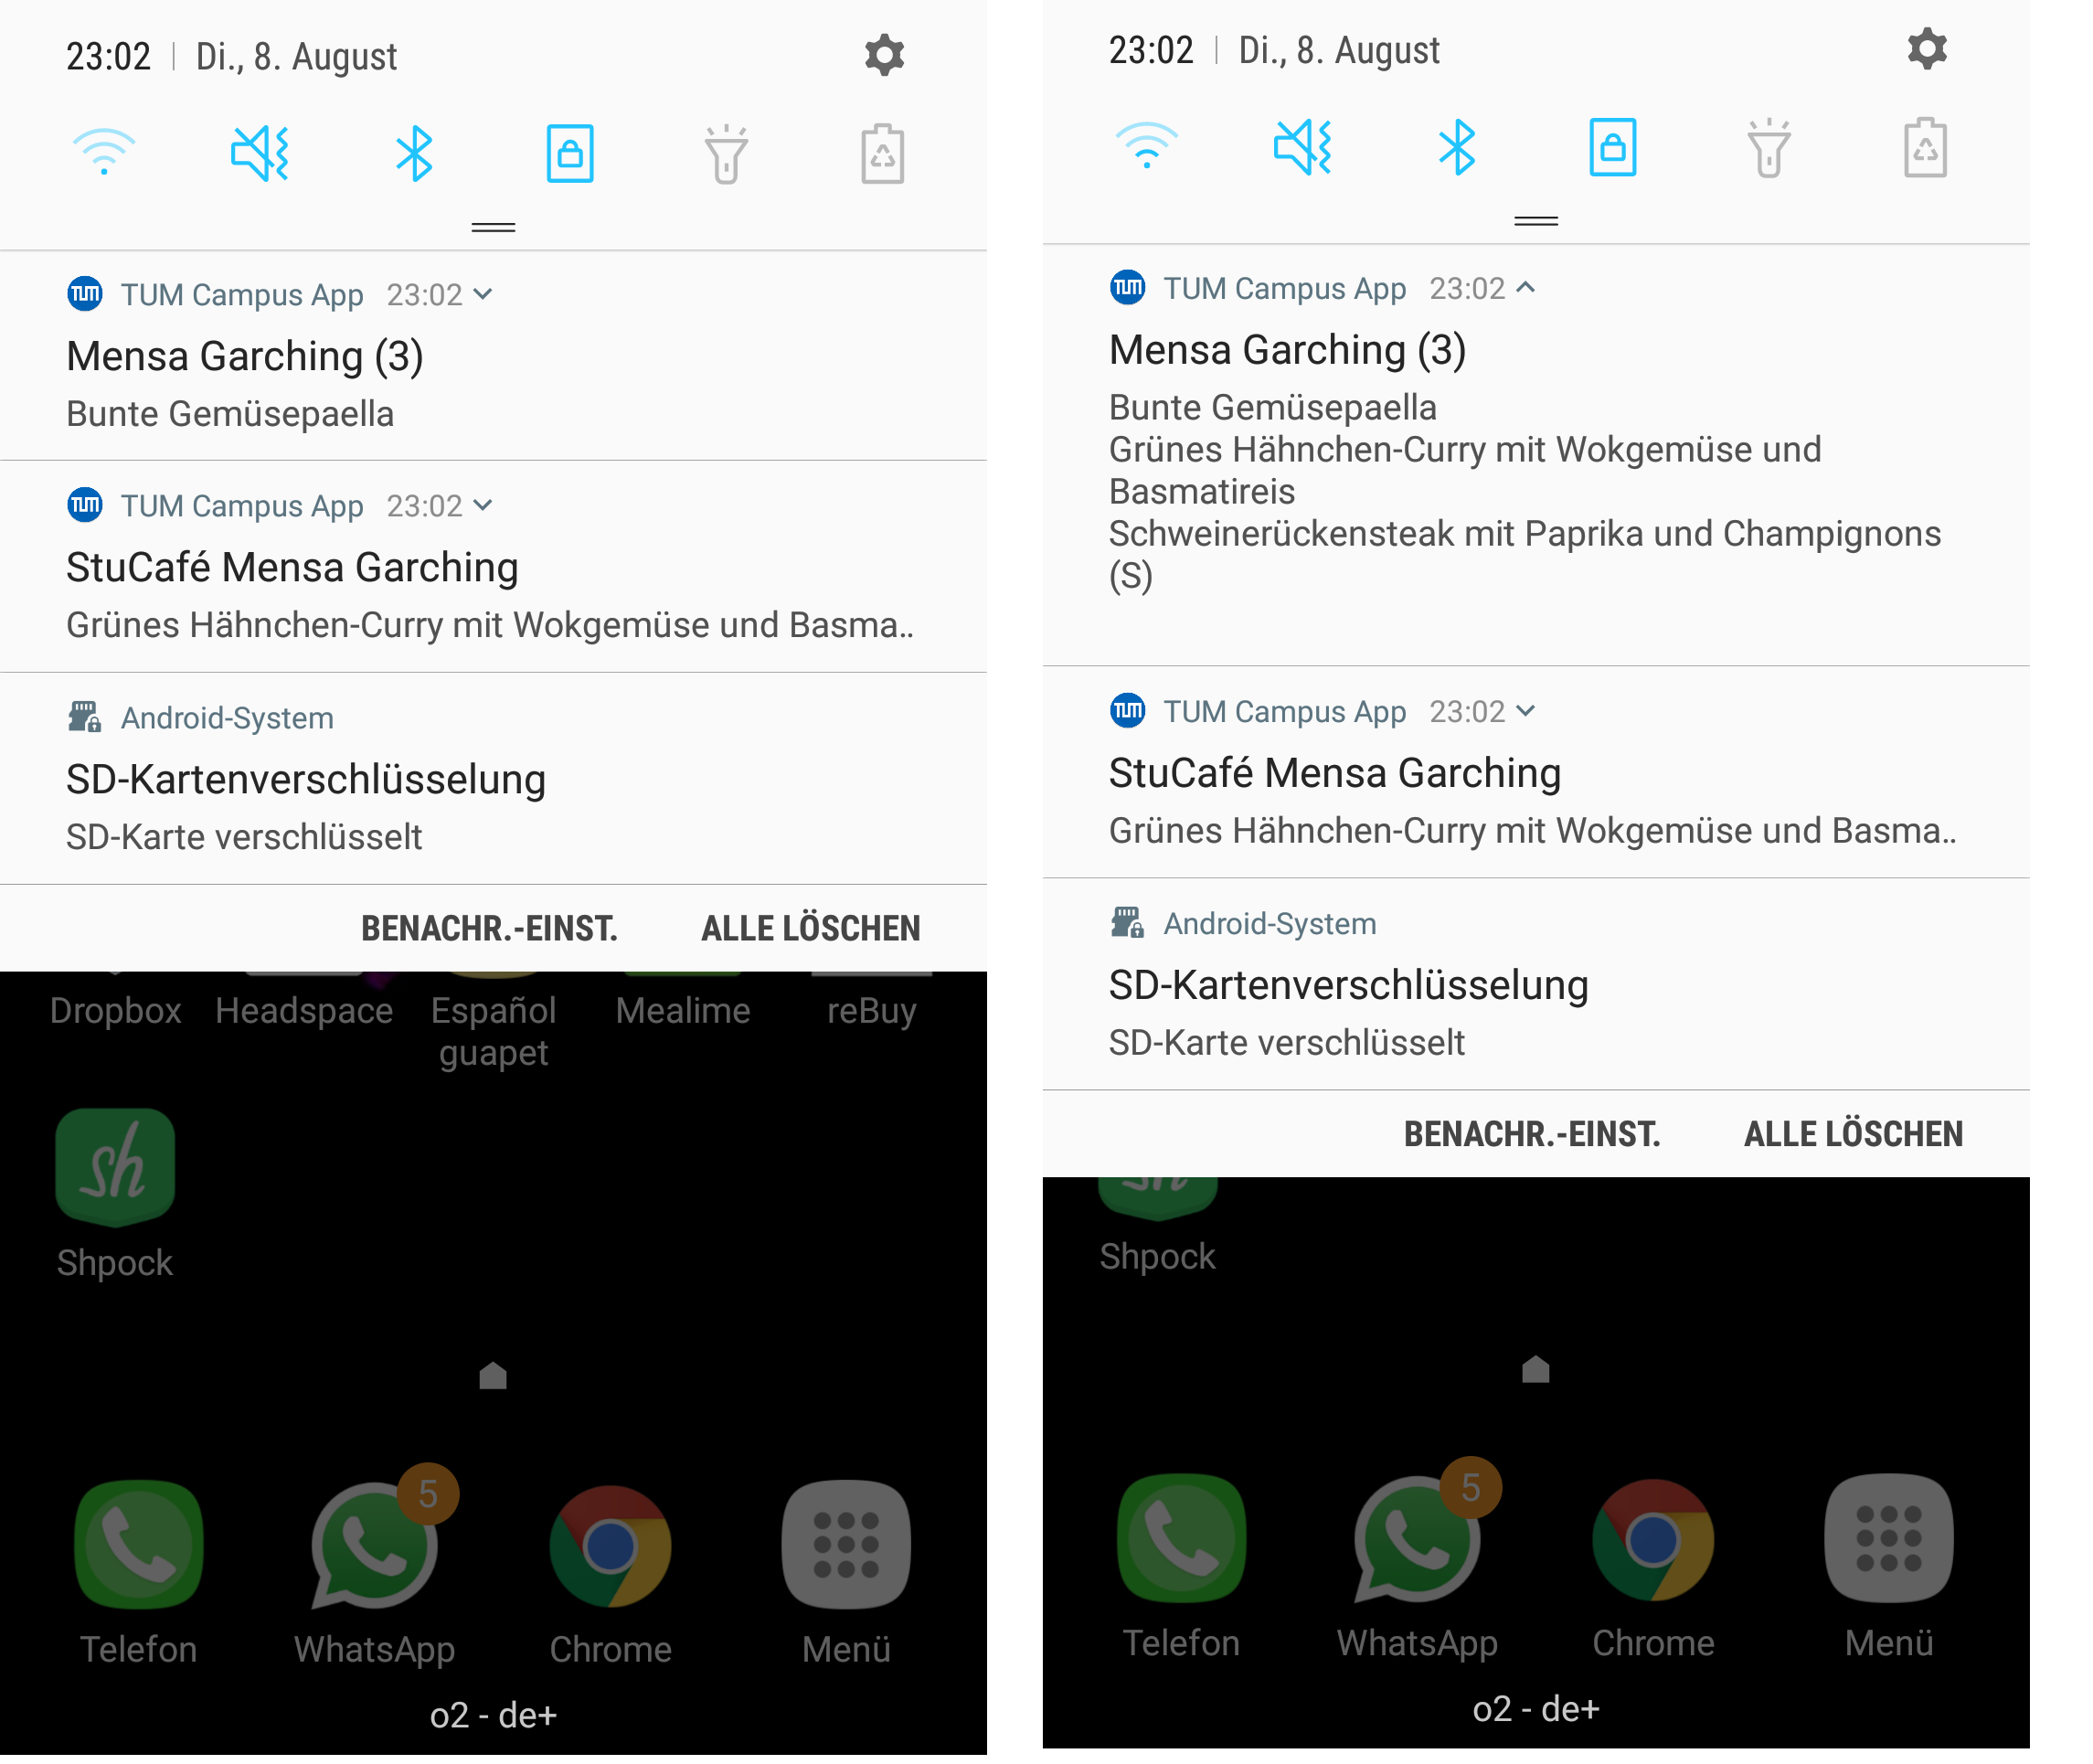 23:02 | Di., 8. August
TUM Campus App 23:02
Mensa Garching (3)
Bunte Gemüsepaella
TUM Campus App 23:02
StuCafé Mensa Garching
Grünes Hähnchen-Curry mit Wokgemüse und Basma..
Android-System
SD-Kartenverschlüsselung
SD-Karte verschlüsselt
BENACHR.-EINST. ALLE LÖSCHEN
Dropbox Headspace Español guapet Mealime reBuy
sh
Shpock
5
Telefon WhatsApp Chrome Menü
o2 - de+
23:02 | Di., 8. August
TUM Campus App 23:02
Mensa Garching (3)
Bunte Gemüsepaella
Grünes Hähnchen-Curry mit Wokgemüse und
Basmatireis
Schweinerückensteak mit Paprika und Champignons
(S)
TUM Campus App 23:02
StuCafé Mensa Garching
Grünes Hähnchen-Curry mit Wokgemüse und Basma..
Android-System
SD-Kartenverschlüsselung
SD-Karte verschlüsselt
BENACHR.-EINST. ALLE LÖSCHEN
Shpock
5
Telefon WhatsApp Chrome Menü
o2 - de+